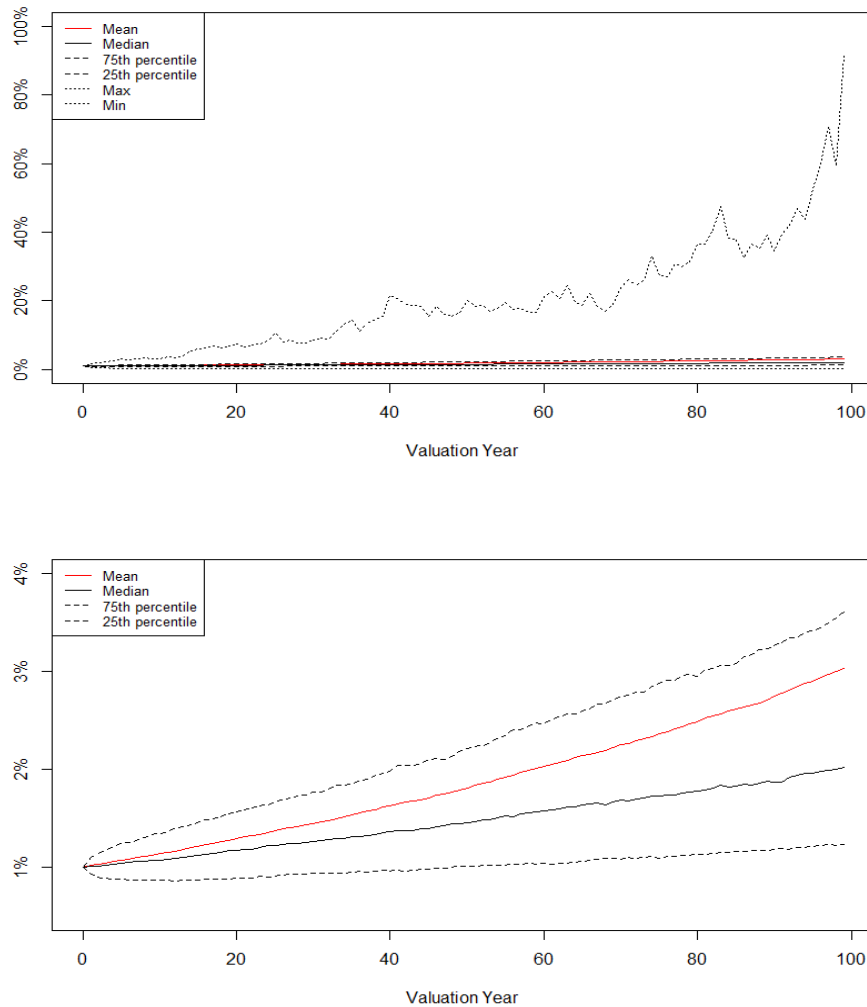 100%
80%
60%
40%
20%
0%
Mean
Median
75th percentile
25th percentile
Max
Min
0 20 40 60 80 100
Valuation Year
4%
3%
2%
1%
Mean
Median
75th percentile
25th percentile
0 20 40 60 80 100
Valuation Year